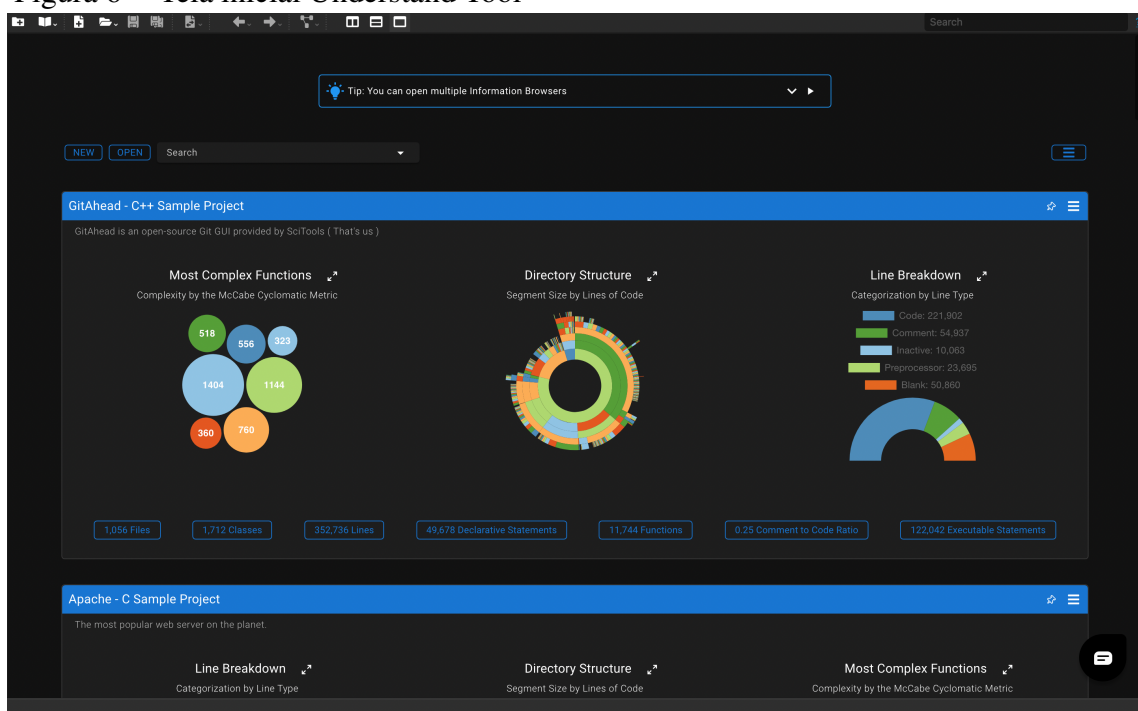 Figura 6 – Tela inicial Understand Tool
Search
Tip: You can open multiple Information Browsers
NEW OPEN Search
GitAhead - C++ Sample Project
GitAhead is an open-source Git GUI provided by SciTools ( That's us )
Most Complex Functions
Complexity by the McCabe Cyclomatic Metric
518
556
323
1404
1144
360
760
Directory Structure
Segment Size by Lines of Code
Line Breakdown
Categorization by Line Type
Code: 221,902
Comment: 54,937
Inactive: 10,063
Preprocessor: 23,695
Blank: 50,860
1,056 Files 1,712 Classes 352,736 Lines 49,678 Declarative Statements 11,744 Functions 0.25 Comment to Code Ratio 122,042 Executable Statements
Apache - C Sample Project
The most popular web server on the planet.
Line Breakdown
Categorization by Line Type
Directory Structure
Segment Size by Lines of Code
Most Complex Functions
Complexity by the McCabe Cyclomatic Metric